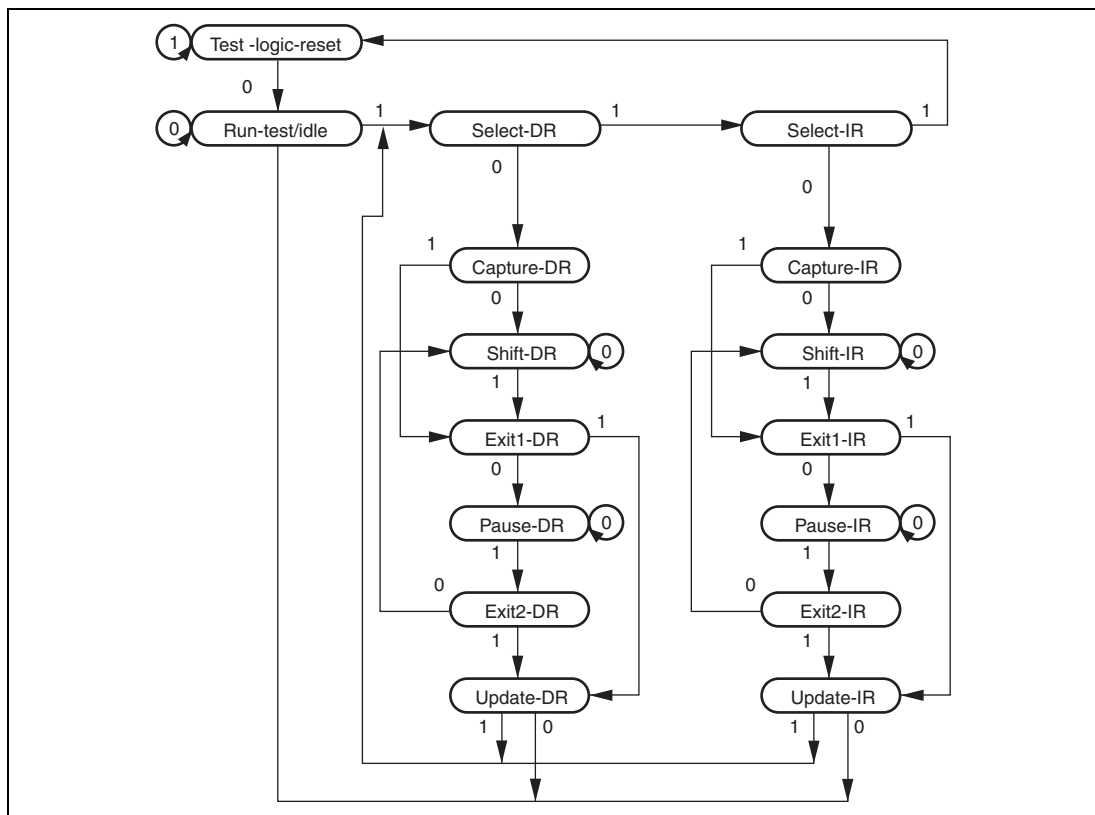 1
Test -logic-reset
0
0
Run-test/idle
1
Select-DR
1
Select-IR
1
0
0
1
Capture-DR
1
Capture-IR
0
0
Shift-DR
0
Shift-IR
0
1
1
Exit1-DR
1
Exit1-IR
1
0
0
Pause-DR
0
Pause-IR
0
1
1
0
Exit2-DR
0
Exit2-IR
1
1
Update-DR
Update-IR
1
0
1
0